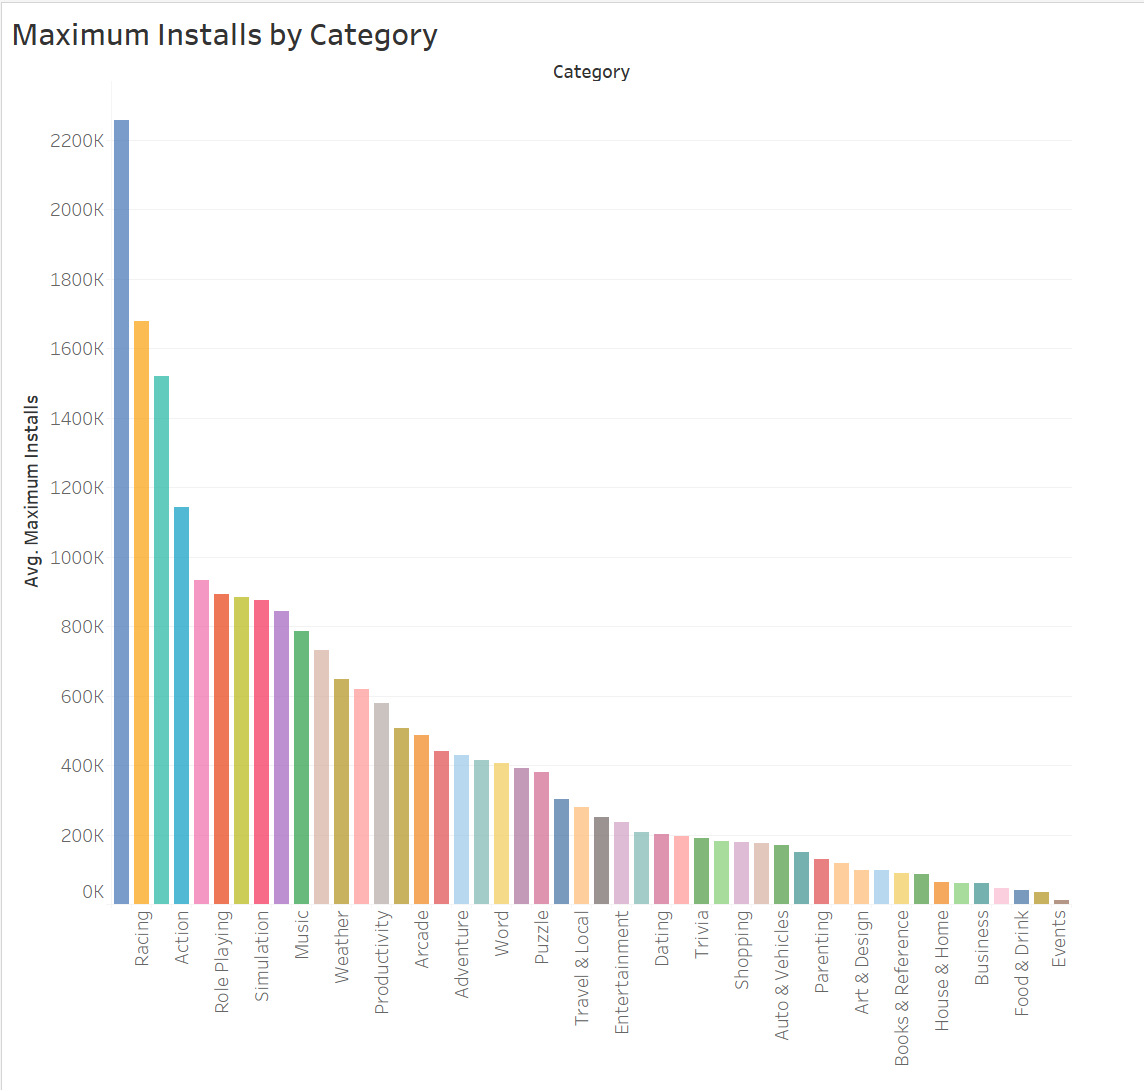 Maximum Installs by Category
Category
2200K
2000K
1800K
1600K
1400K
1200K
1000K
800K
600K
400K
200K
0K
Avg. Maximum Installs
Racing
Action
Role Playing
Simulation
Music
Weather
Productivity
Arcade
Adventure
Word
Puzzle
Travel & Local
Entertainment
Dating
Trivia
Shopping
Auto & Vehicles
Parenting
Art & Design
Books & Reference
House & Home
Business
Food & Drink
Events